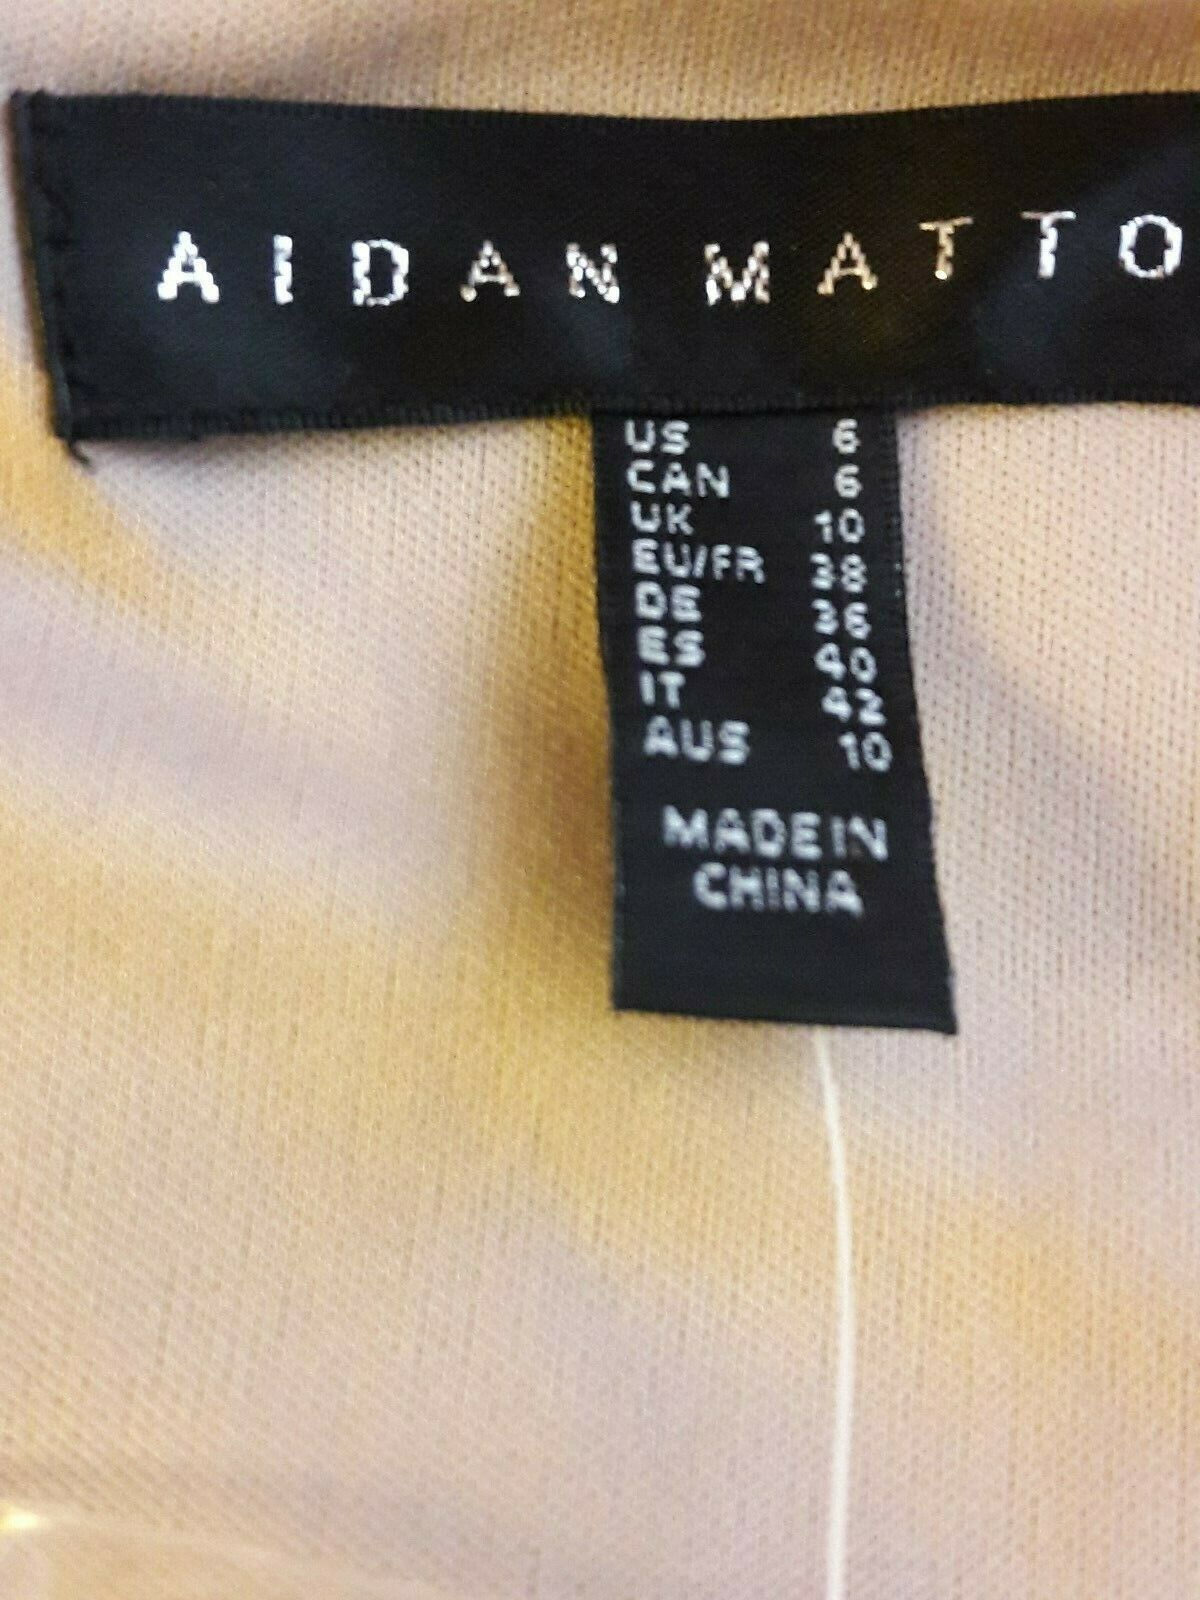 AIDAN MATTO
US 6
CAN 6
UK 10
EU/FR 38
DE 36
ES 40
IT 42
AUS 10
MADE IN
CHINA